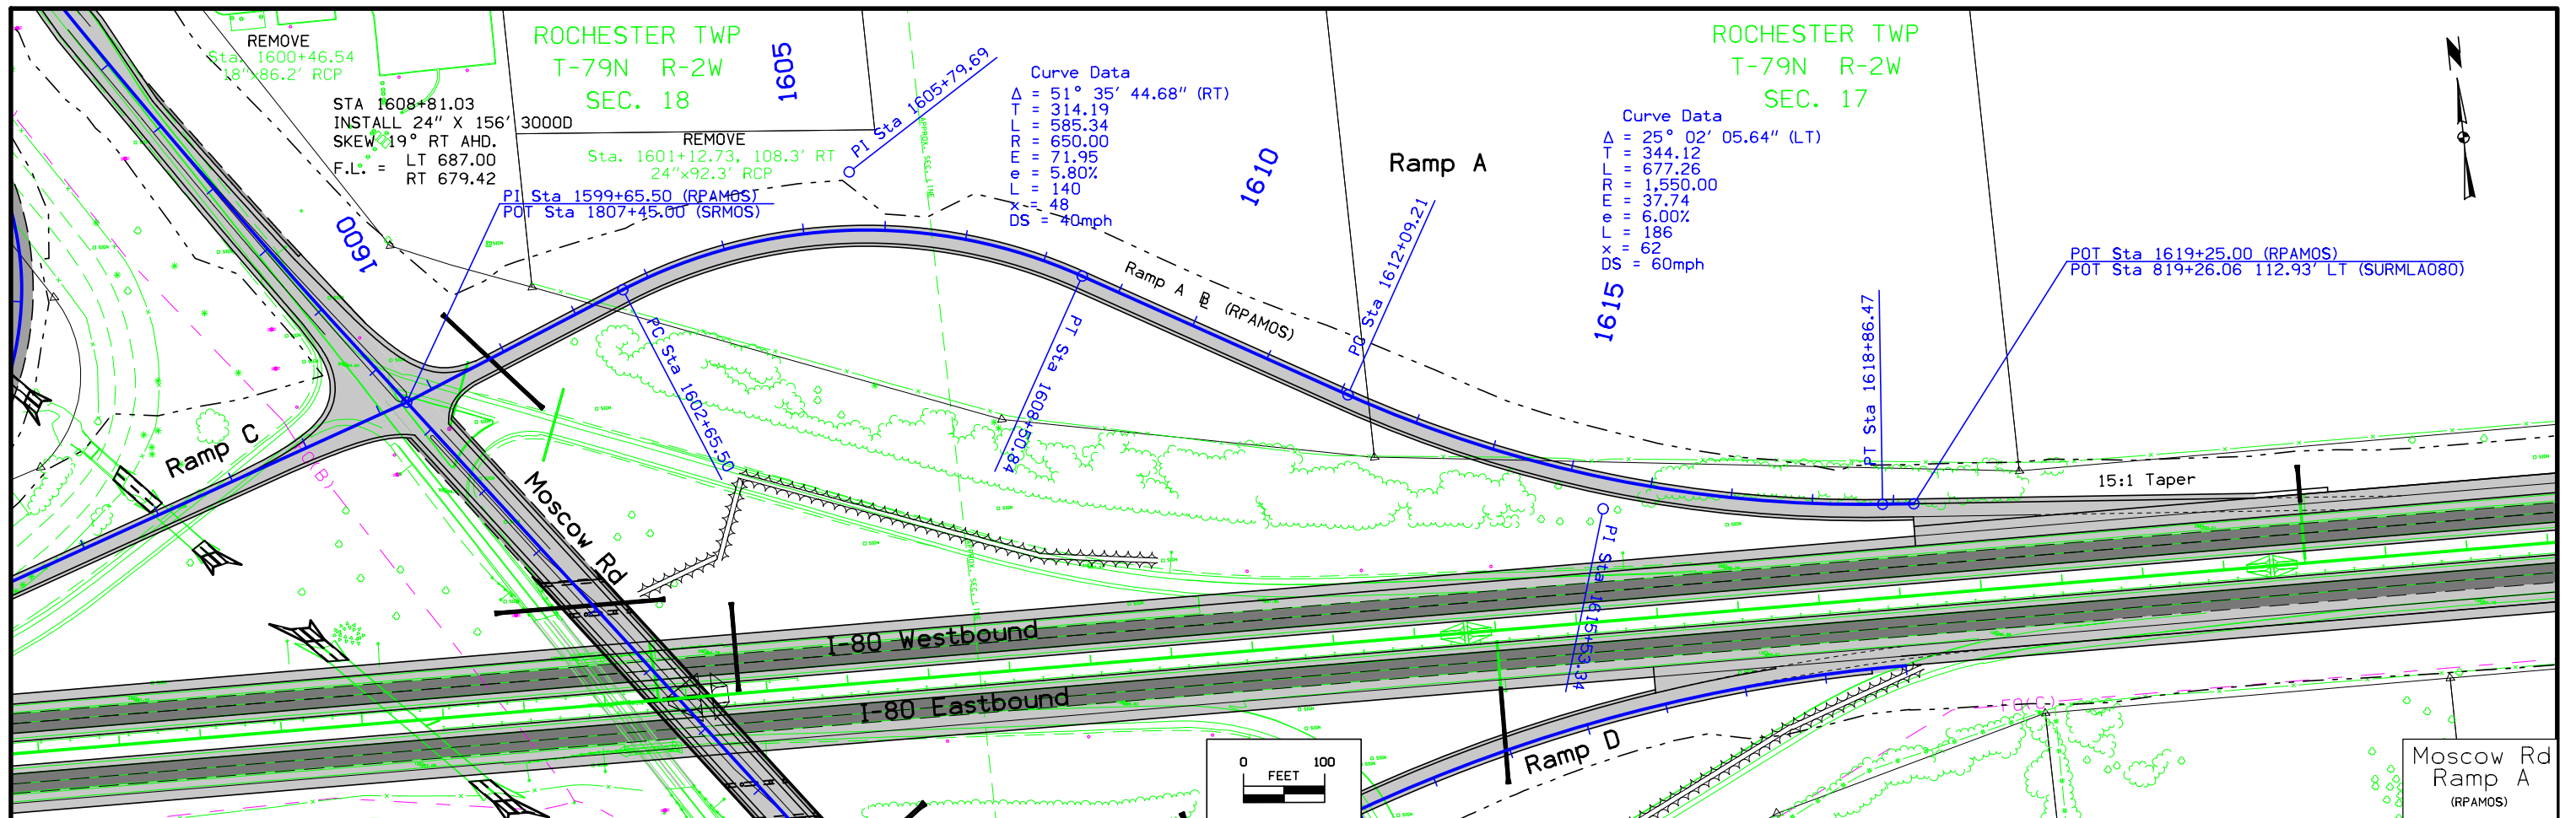 REMOVE
Sta. 1600+46.54
18"x86.2' RCP
STA 1608+81.03
INSTALL 24" X 156' 3000D
SKEW 19° RT AHD.
F.L. = LT 687.00
RT 679.42
ROCHESTER TWP
T-79N R-2W
SEC. 18
REMOVE
Sta. 1601+12.73, 108.3' RT
24"x92.3' RCP
PI Sta 1599+65.50 (RPAMOS)
POT Sta 1807+45.00 (SRMOS)
1600
1605
PI Sta 1605+79.69
APPROX. SEC. LINE
Curve Data
Δ = 51° 35' 44.68" (RT)
T = 314.19
L = 585.34
R = 650.00
E = 71.95
e = 5.80%
L = 140
x = 48
DS = 40mph
1610
Ramp A
Ramp A B (RPAMOS)
PC Sta 1602+65.50
PT Sta 1608+50.84
PC Sta 1612+09.21
ROCHESTER TWP
T-79N R-2W
SEC. 17
Curve Data
Δ = 25° 02' 05.64" (LT)
T = 344.12
L = 677.26
R = 1,550.00
E = 37.74
e = 6.00%
L = 186
x = 62
DS = 60mph
1615
PT Sta 1618+86.47
POT Sta 1619+25.00 (RPAMOS)
POT Sta 819+26.06 112.93' LT (SURMLA080)
N
15:1 Taper
PI Sta 1615+53.34
Ramp C
C(B)
Moscow Rd
I-80 Westbound
I-80 Eastbound
Ramp D
FO(C)
0 100
FEET
Moscow Rd
Ramp A
(RPAMOS)